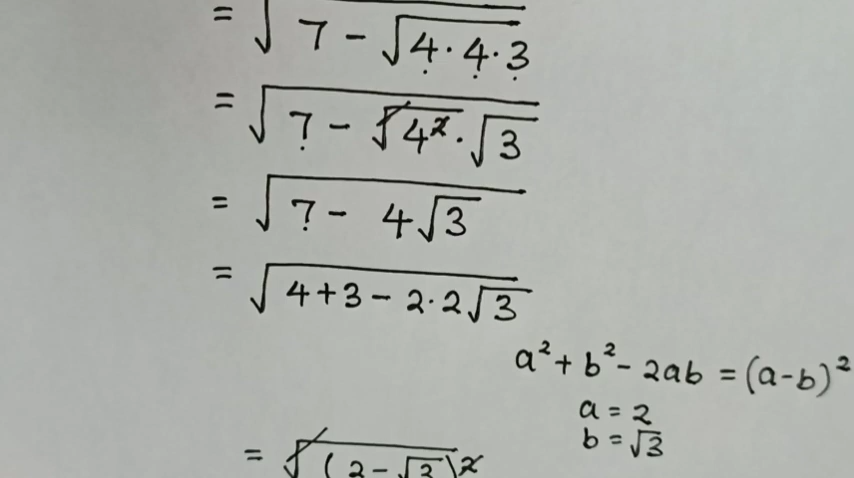 = √(7 - √(4·4·3))
= √(7 - √(4²)·√3)
= √(7 - 4√3)
= √(4+3-2·2√3)
a² + b² - 2ab = (a-b)²
a = 2
b = √3
= √((2-√3)²)